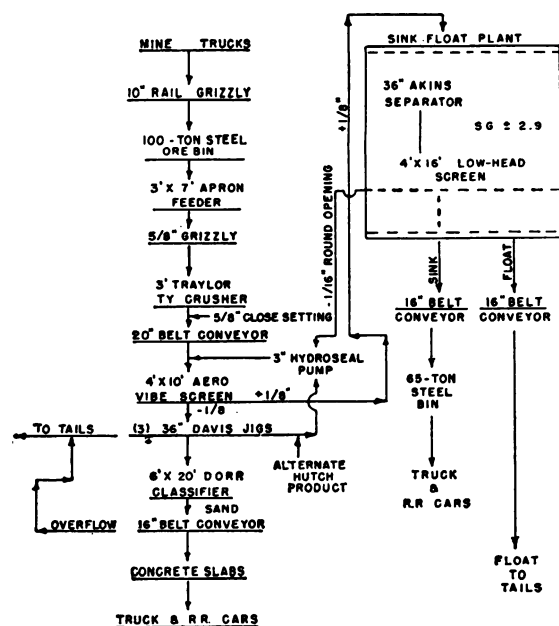 MINE TRUCKS
10" RAIL GRIZZLY
100-TON STEEL
ORE BIN
3' X 7' APRON
FEEDER
5/8" GRIZZLY
3' TRAYLOR
TY CRUSHER
5/8" CLOSE SETTING
20" BELT CONVEYOR
3" HYDROSEAL
PUMP
4'X10' AERO
VIBE SCREEN
+1/8"
-1/8
TO TAILS
(3) 36" DAVIS JIGS
ALTERNATE
HUTCH
PRODUCT
6'X 20' DORR
CLASSIFIER
SAND
OVERFLOW
16" BELT CONVEYOR
CONCRETE SLABS
TRUCK & R.R. CARS
+1/8"
-1/16" ROUND OPENING
SINK FLOAT PLANT
36" AKINS
SEPARATOR
SG ± 2.9
4'X 16' LOW-HEAD
SCREEN
SINK
FLOAT
16" BELT
CONVEYOR
16" BELT
CONVEYOR
65-TON
STEEL
BIN
TRUCK
&
R.R CARS
FLOAT
TO
TAILS